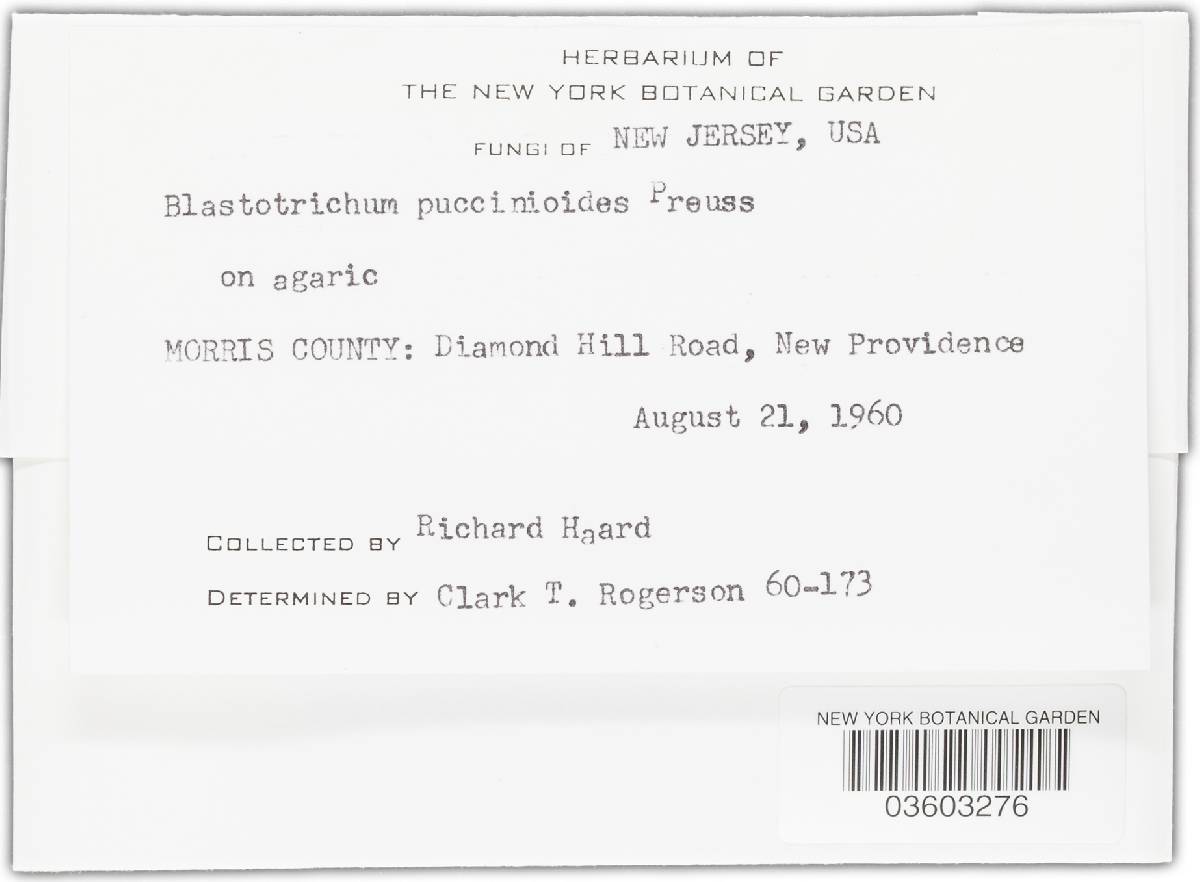 HERBARIUM OF
THE NEW YORK BOTANICAL GARDEN
FUNGI OF NEW JERSEY, USA
Blastotrichum puccinioides Preuss
on agaric
MORRIS COUNTY: Diamond Hill Road, New Providence
August 21, 1960
COLLECTED BY Richard Haard
DETERMINED BY Clark T. Rogerson 60-173
NEW YORK BOTANICAL GARDEN
03603276